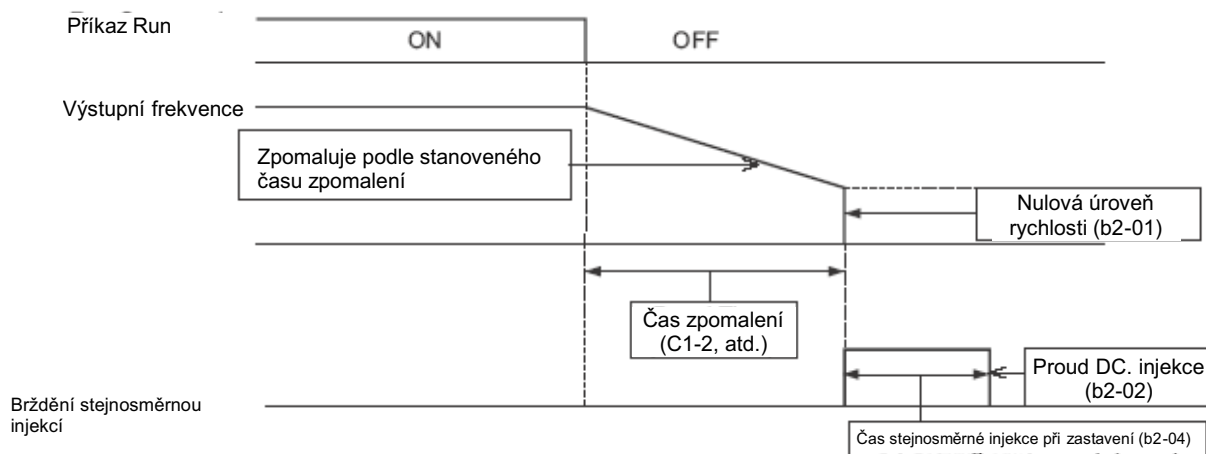 Příkaz Run
ON
OFF
Výstupní frekvence
Zpomaluje podle stanoveného
času zpomalení
Nulová úroveň
rychlosti (b2-01)
Čas zpomalení
(C1-2, atd.)
Proud DC. injekce
(b2-02)
Brždění stejnosměrnou
injekcí
Čas stejnosměrné injekce při zastavení (b2-04)